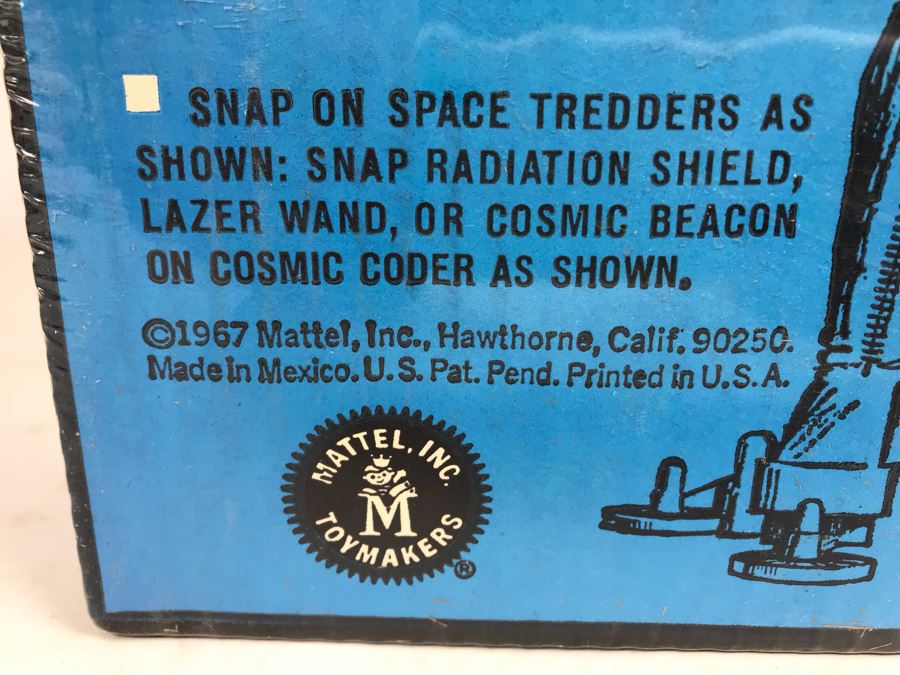 SNAP ON SPACE TREDDERS AS
SHOWN: SNAP RADIATION SHIELD,
LAZER WAND, OR COSMIC BEACON
ON COSMIC CODER AS SHOWN.
©1967 Mattel, Inc., Hawthorne, Calif. 90250.
Made in Mexico. U.S. Pat. Pend. Printed in U.S.A.
MATTEL, INC.
M
TOYMAKERS
®